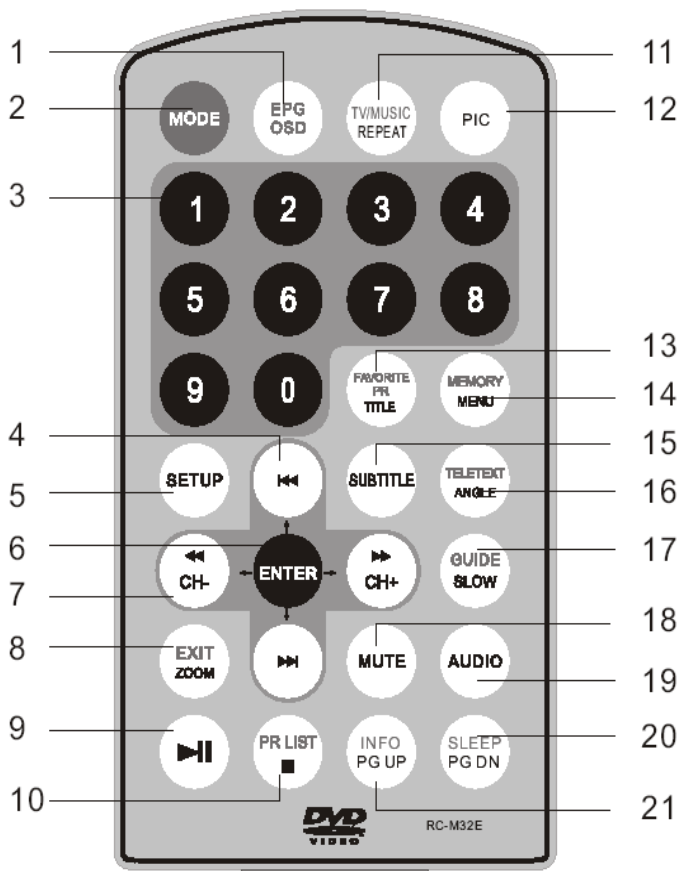 1
11
2
12
EPG
TV/MUSIC
MODE
OSD
REPEAT
PIC
3
1 2 3 4
5 6 7 8
13
FAVORITE
MEMORY
9 0
PR
MENU
14
TITLE
4
15
SETUP
SUBTITLE
TELETEXT
ANGLE
16
5
6
17
GUIDE
CH-
ENTER
CH+
SLOW
7
18
8
EXIT
ZOOM
MUTE
AUDIO
19
9
20
PR LIST
INFO
SLEEP
PG UP
PG DN
10
21
DVD
VIDEO
RC-M32E